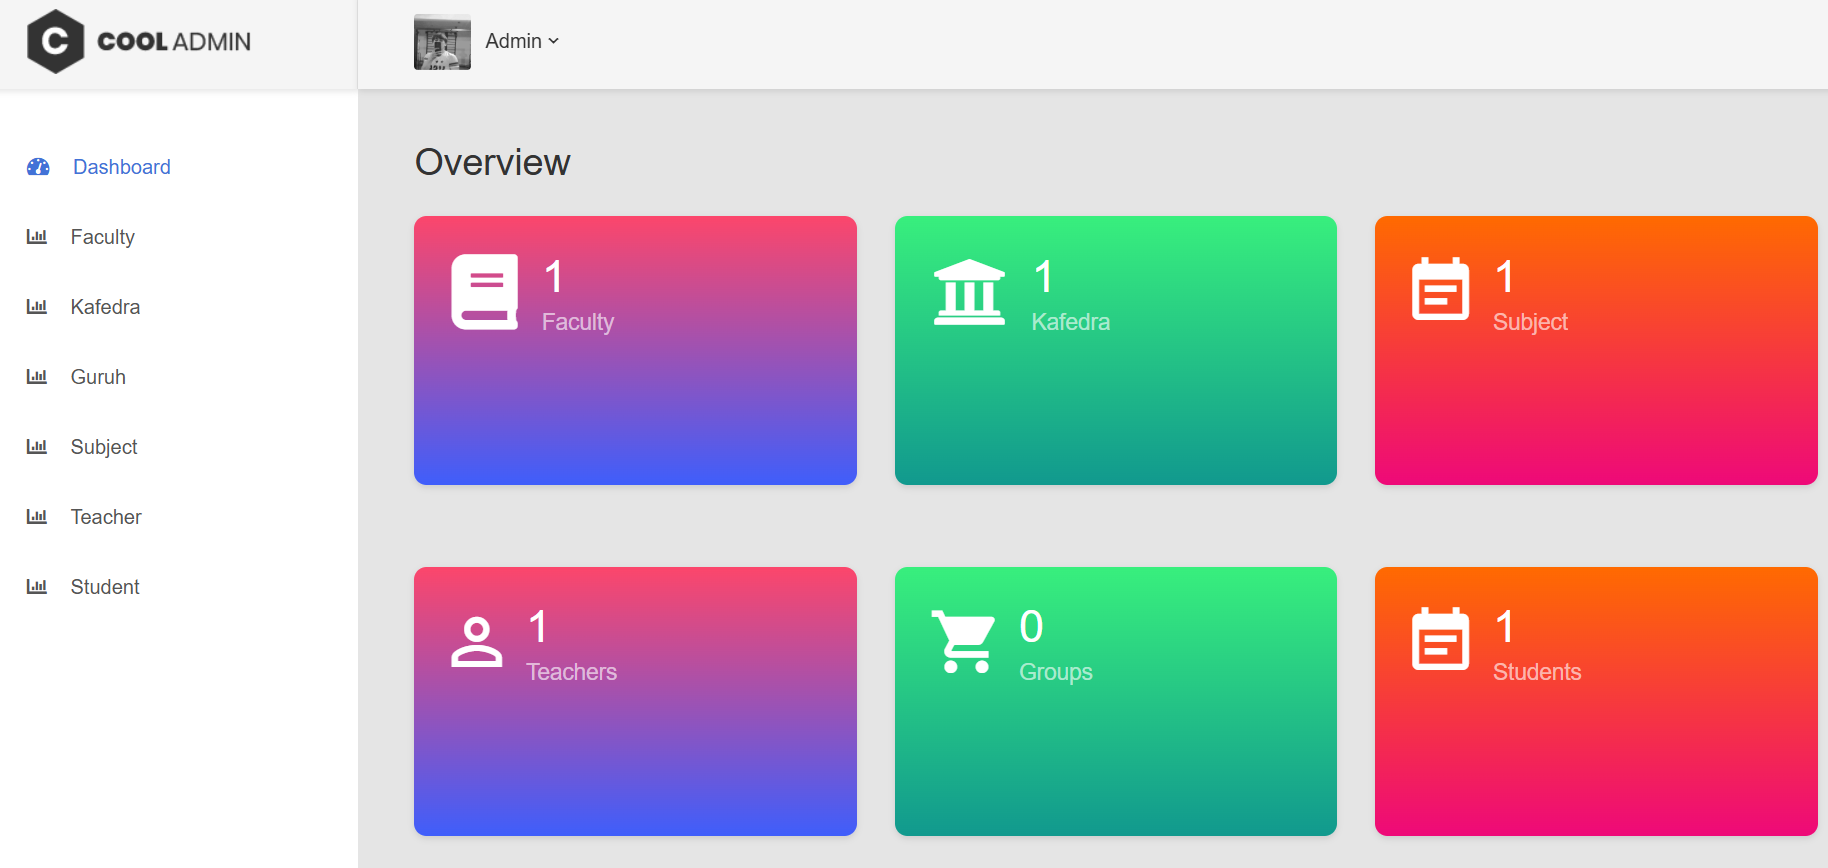 C COOL ADMIN
Admin
Dashboard
Faculty
Kafedra
Guruh
Subject
Teacher
Student
Overview
1
Faculty
1
Kafedra
1
Subject
1
Teachers
0
Groups
1
Students